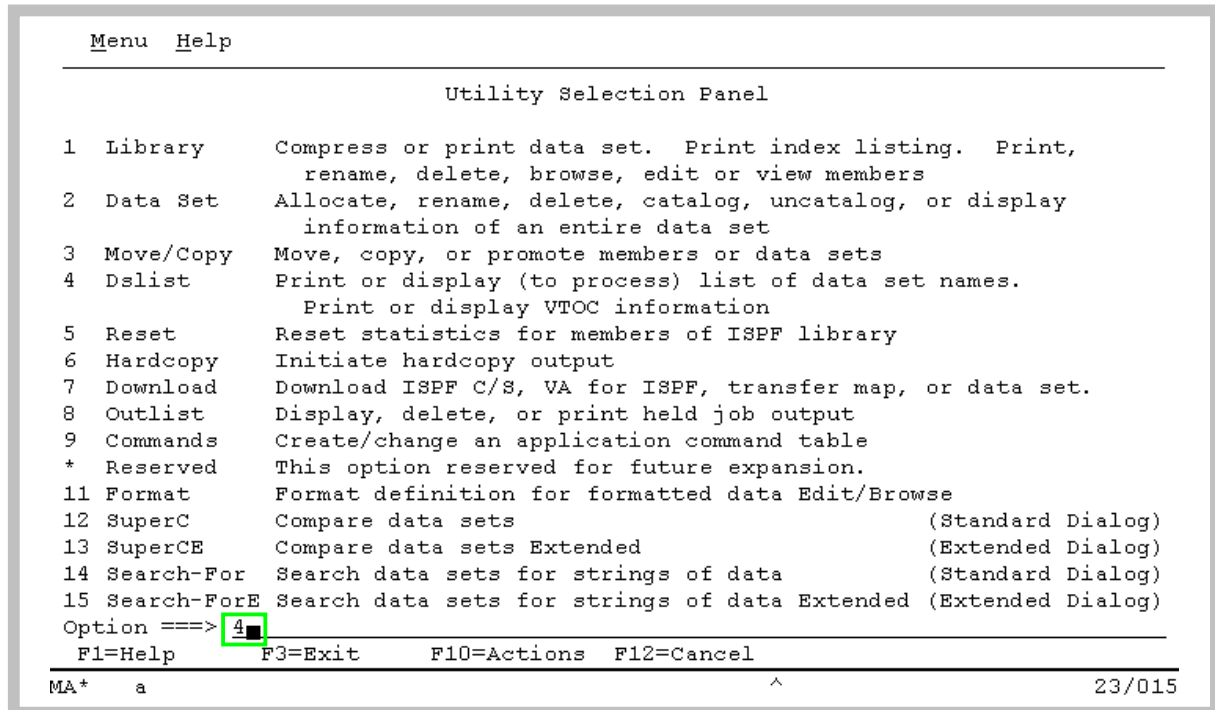 Menu Help
Utility Selection Panel
1 Library Compress or print data set. Print index listing. Print,
rename, delete, browse, edit or view members
2 Data Set Allocate, rename, delete, catalog, uncatalog, or display
information of an entire data set
3 Move/Copy Move, copy, or promote members or data sets
4 Dslist Print or display (to process) list of data set names.
Print or display VTOC information
5 Reset Reset statistics for members of ISPF library
6 Hardcopy Initiate hardcopy output
7 Download Download ISPF C/S, VA for ISPF, transfer map, or data set.
8 Outlist Display, delete, or print held job output
9 Commands Create/change an application command table
* Reserved This option reserved for future expansion.
11 Format Format definition for formatted data Edit/Browse
12 SuperC Compare data sets (Standard Dialog)
13 SuperCE Compare data sets Extended (Extended Dialog)
14 Search-For Search data sets for strings of data (Standard Dialog)
15 Search-ForE Search data sets for strings of data Extended (Extended Dialog)
Option ===> 4
F1=Help F3=Exit F10=Actions F12=Cancel
MA* a ^ 23/015